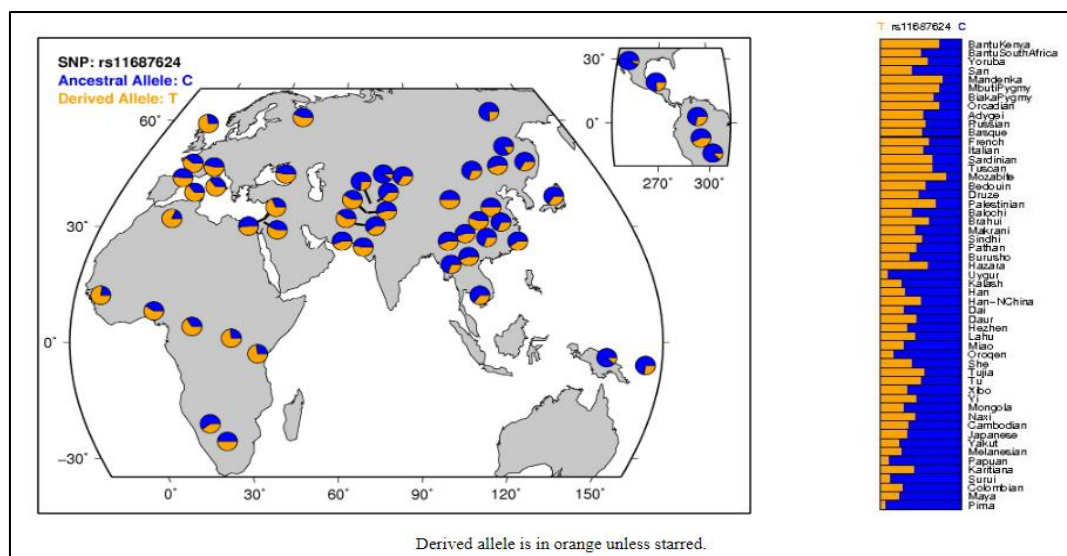 SNP: rs11687624
Ancestral Allele: C
Derived Allele: T
60˚
30˚
0˚
−30˚
0˚ 30˚ 60˚ 90˚ 120˚ 150˚
30˚
0˚
270˚ 300˚
T rs11687624 C
BantuKenya
BantuSouthAfrica
Yoruba
San
Mandenka
MbutiPygmy
BiakaPygmy
Orcadian
Adygei
Russian
Basque
French
Italian
Sardinian
Tuscan
Mozabite
Bedouin
Druze
Palestinian
Balochi
Brahui
Makrani
Sindhi
Pathan
Burusho
Hazara
Uygur
Kalash
Han
Han−NChina
Dai
Daur
Hezhen
Lahu
Miao
Oroqen
She
Tujia
Tu
Xibo
Yi
Mongola
Naxi
Cambodian
Japanese
Yakut
Melanesian
Papuan
Karitiana
Surui
Colombian
Maya
Pima
Derived allele is in orange unless starred.